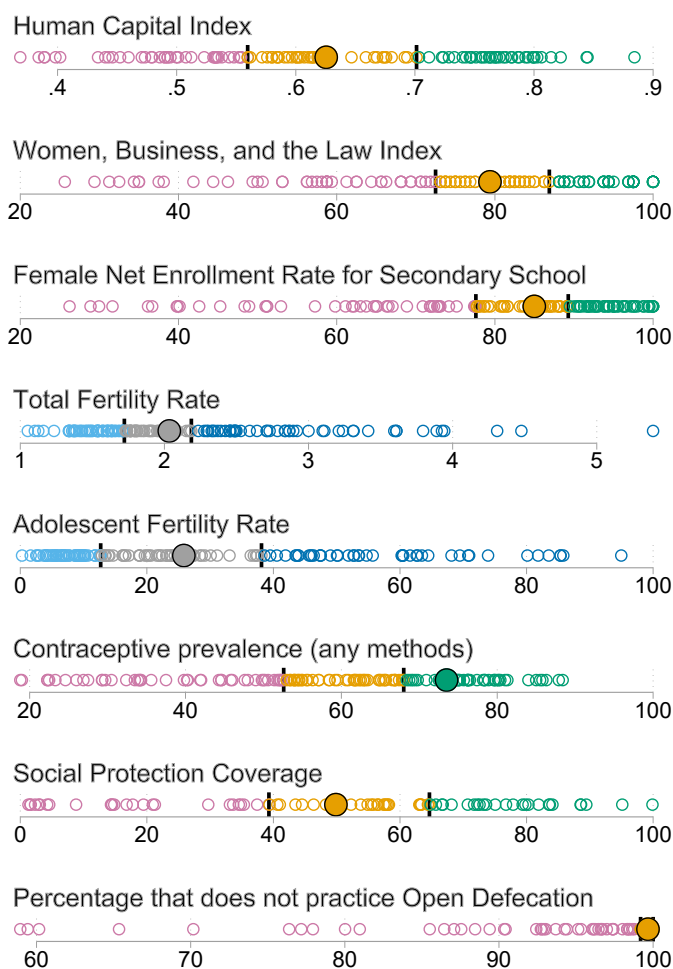 Human Capital Index
.4 .5 .6 .7 .8 .9
Women, Business, and the Law Index
20 40 60 80 100
Female Net Enrollment Rate for Secondary School
20 40 60 80 100
Total Fertility Rate
1 2 3 4 5
Adolescent Fertility Rate
0 20 40 60 80 100
Contraceptive prevalence (any methods)
20 40 60 80 100
Social Protection Coverage
0 20 40 60 80 100
Percentage that does not practice Open Defecation
60 70 80 90 100